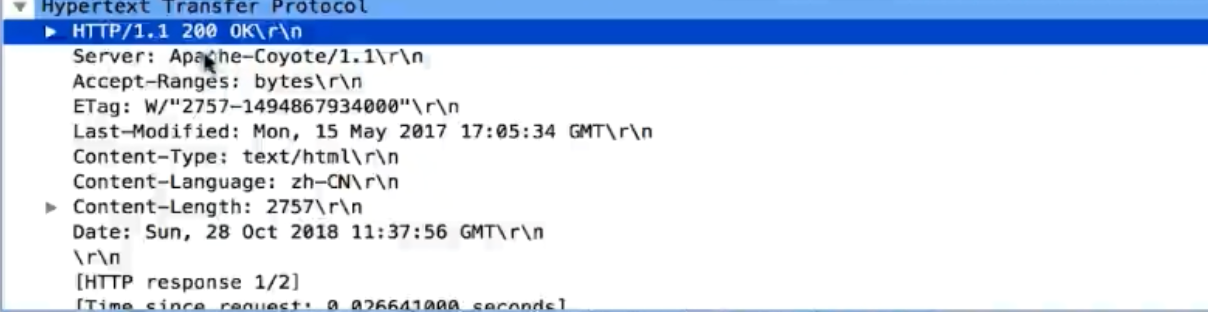 Hypertext Transfer Protocol
HTTP/1.1 200 OK\r\n
Server: Apache-Coyote/1.1\r\n
Accept-Ranges: bytes\r\n
ETag: W/"2757-1494867934000"\r\n
Last-Modified: Mon, 15 May 2017 17:05:34 GMT\r\n
Content-Type: text/html\r\n
Content-Language: zh-CN\r\n
Content-Length: 2757\r\n
Date: Sun, 28 Oct 2018 11:37:56 GMT\r\n
\r\n
[HTTP response 1/2]
[Time since request: 0.026641000 seconds]